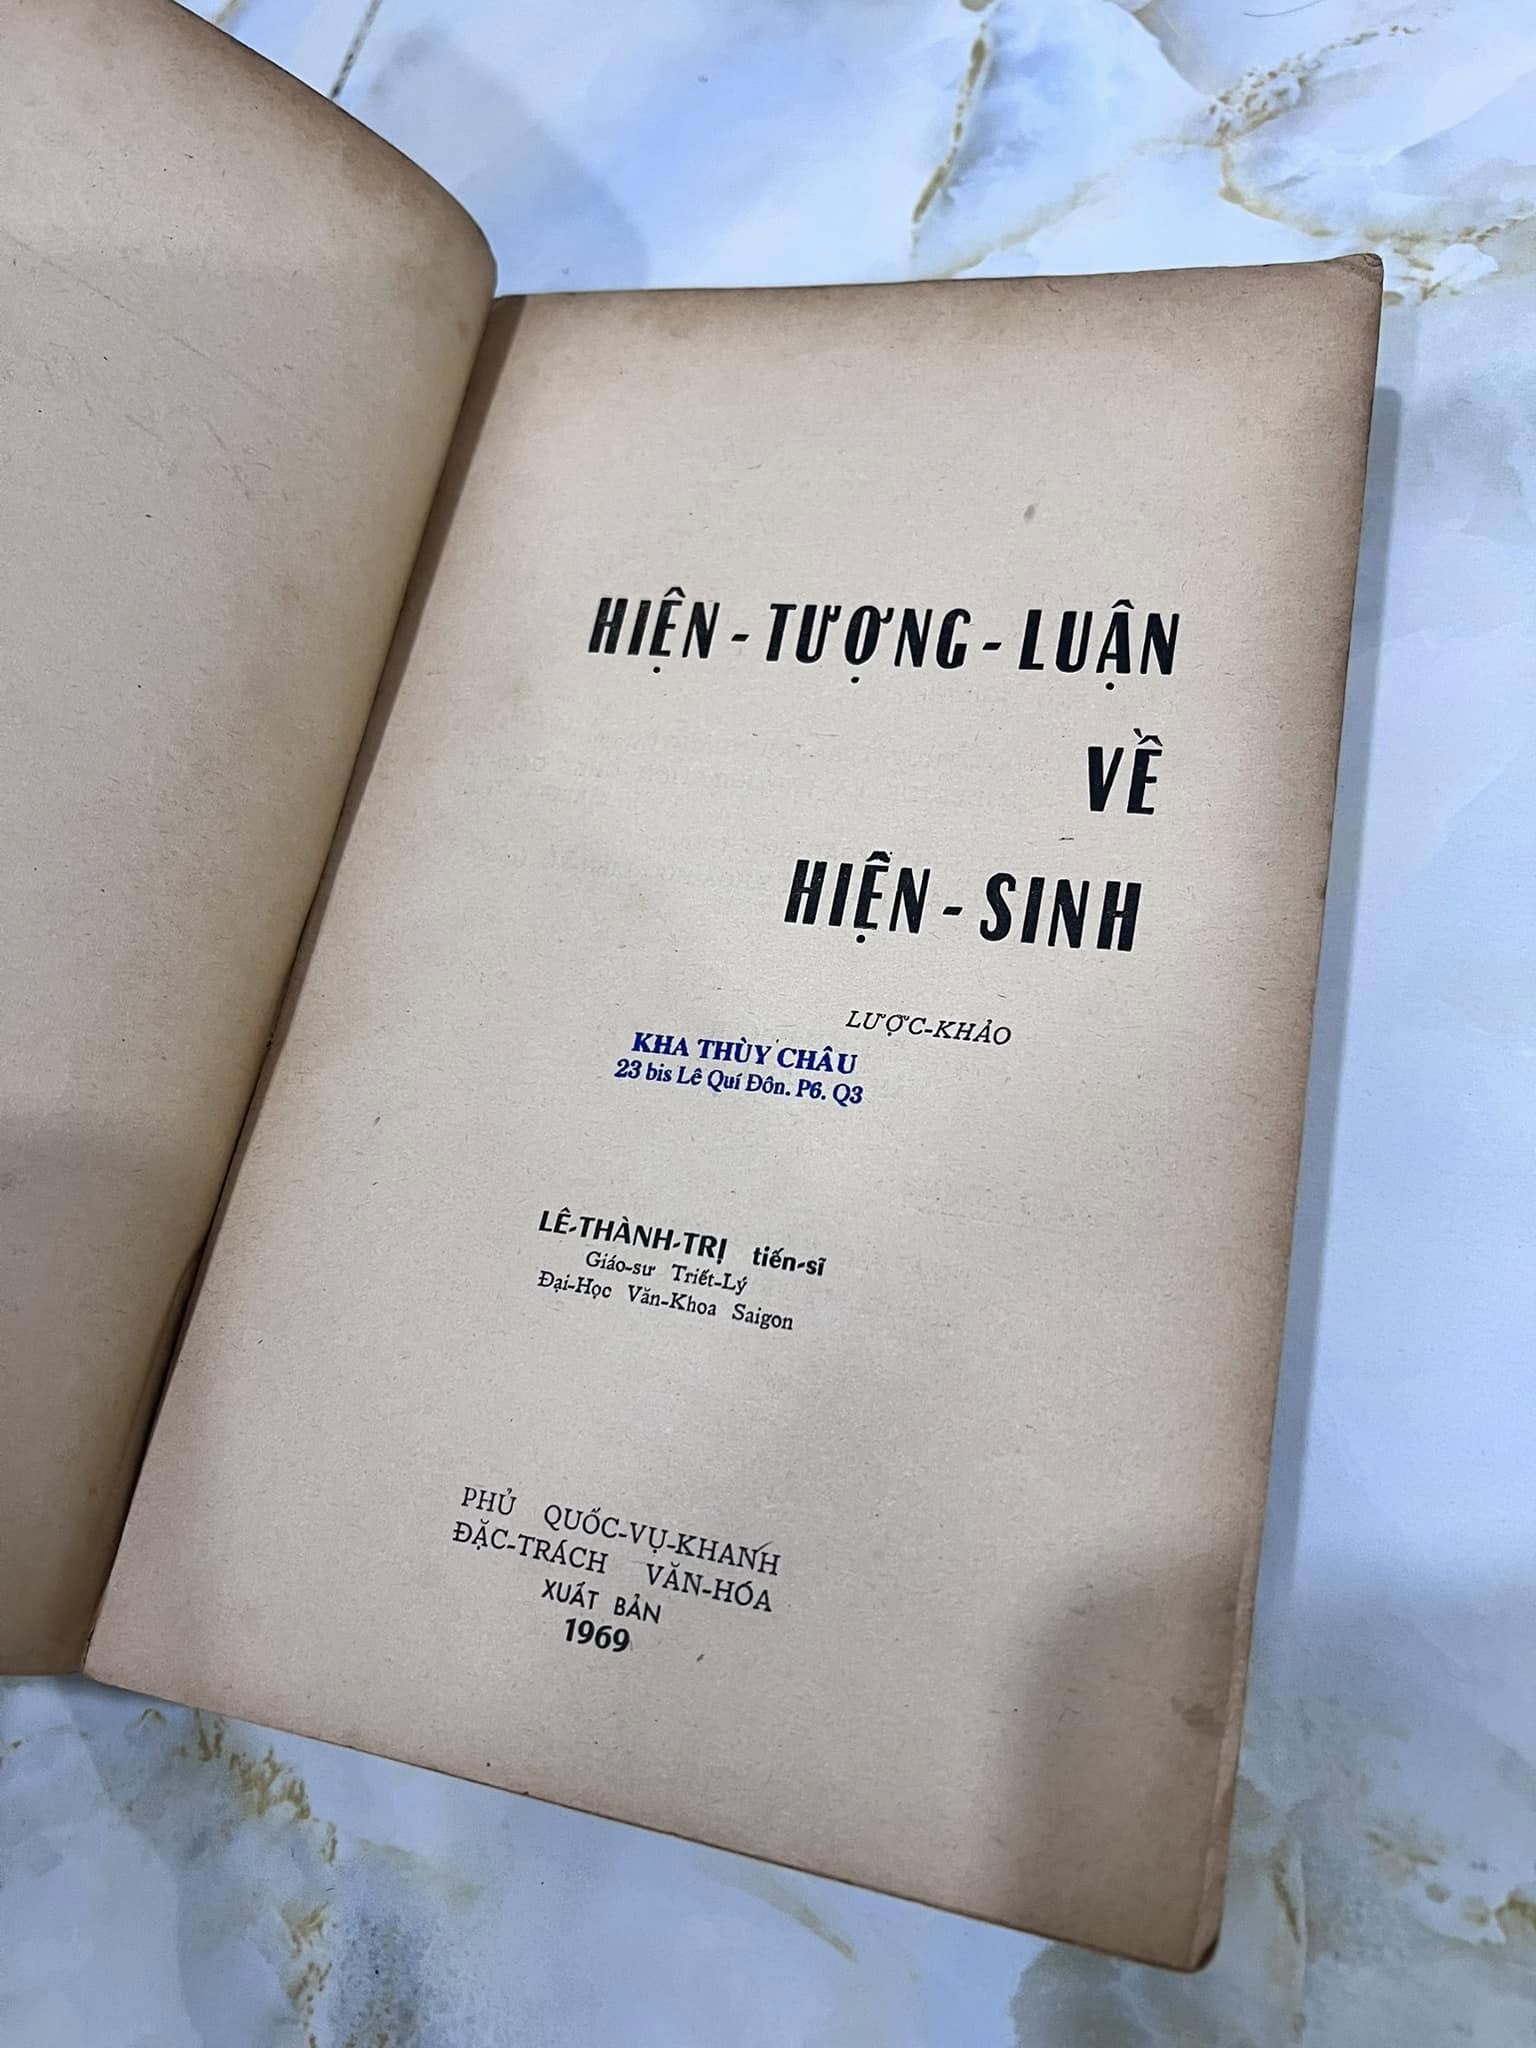 HIỆN - TƯỢNG - LUẬN
VỀ
HIỆN - SINH
LƯỢC-KHẢO
KHA THÙY CHÂU
23 bis Lê Quí Đôn. P6. Q3
LÊ-THÀNH-TRỊ tiến-sĩ
Giáo-sư Triết-Lý
Đại-Học Văn-Khoa Saigon
PHỦ QUỐC-VỤ-KHANH
ĐẶC-TRÁCH VĂN-HÓA
XUẤT BẢN
1969